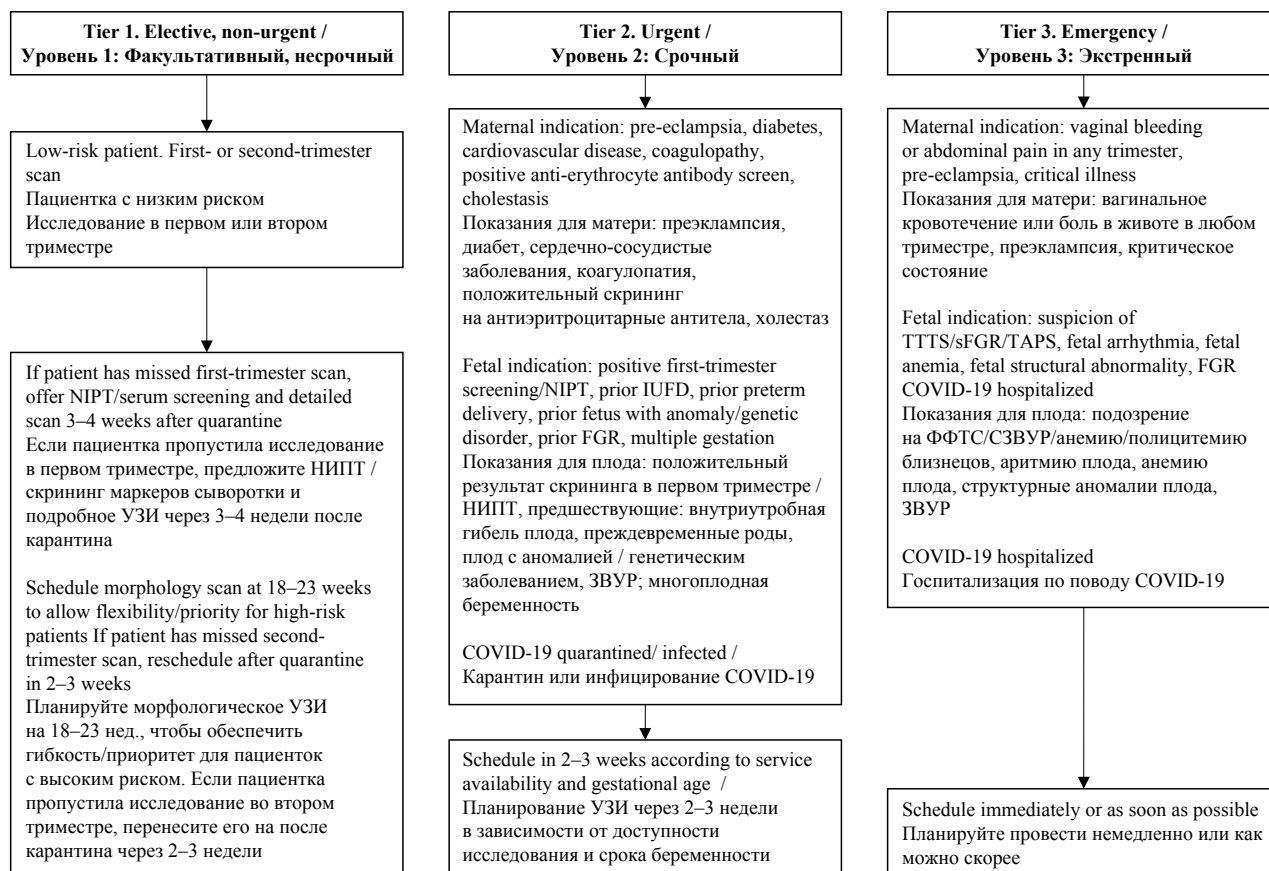 Tier 1. Elective, non-urgent /
Уровень 1: Факультативный, несрочный
Low-risk patient. First- or second-trimester
scan
Пациентка с низким риском
Исследование в первом или втором
триместре
If patient has missed first-trimester scan,
offer NIPT/serum screening and detailed
scan 3–4 weeks after quarantine
Если пациентка пропустила исследование
в первом триместре, предложите НИПТ /
скрининг маркеров сыворотки и
подробное УЗИ через 3–4 недели после
карантина
Schedule morphology scan at 18–23 weeks
to allow flexibility/priority for high-risk
patients If patient has missed second-
trimester scan, reschedule after quarantine
in 2–3 weeks
Планируйте морфологическое УЗИ
на 18–23 нед., чтобы обеспечить
гибкость/приоритет для пациенток
с высоким риском. Если пациентка
пропустила исследование во втором
триместре, перенесите его на после
карантина через 2–3 недели
Tier 2. Urgent /
Уровень 2: Срочный
Maternal indication: pre-eclampsia, diabetes,
cardiovascular disease, coagulopathy,
positive anti-erythrocyte antibody screen,
cholestasis
Показания для матери: преэклампсия,
диабет, сердечно-сосудистые
заболевания, коагулопатия,
положительный скрининг
на антиэритроцитарные антитела, холестаз
Fetal indication: positive first-trimester
screening/NIPT, prior IUFD, prior preterm
delivery, prior fetus with anomaly/genetic
disorder, prior FGR, multiple gestation
Показания для плода: положительный
результат скрининга в первом триместре /
НИПТ, предшествующие: внутриутробная
гибель плода, преждевременные роды,
плод с аномалией / генетическим
заболеванием, ЗВУР; многоплодная
беременность
COVID-19 quarantined/ infected /
Карантин или инфицирование COVID-19
Schedule in 2–3 weeks according to service
availability and gestational age /
Планирование УЗИ через 2–3 недели
в зависимости от доступности
исследования и срока беременности
Tier 3. Emergency /
Уровень 3: Экстренный
Maternal indication: vaginal bleeding
or abdominal pain in any trimester,
pre-eclampsia, critical illness
Показания для матери: вагинальное
кровотечение или боль в животе в любом
триместре, преэклампсия, критическое
состояние
Fetal indication: suspicion of
TTTS/sFGR/TAPS, fetal arrhythmia, fetal
anemia, fetal structural abnormality, FGR
COVID-19 hospitalized
Показания для плода: подозрение
на ФФТС/СЗВУР/анемию/полицитемию
близнецов, аритмию плода, анемию
плода, структурные аномалии плода,
ЗВУР
COVID-19 hospitalized
Госпитализация по поводу COVID-19
Schedule immediately or as soon as possible
Планируйте провести немедленно или как
можно скорее